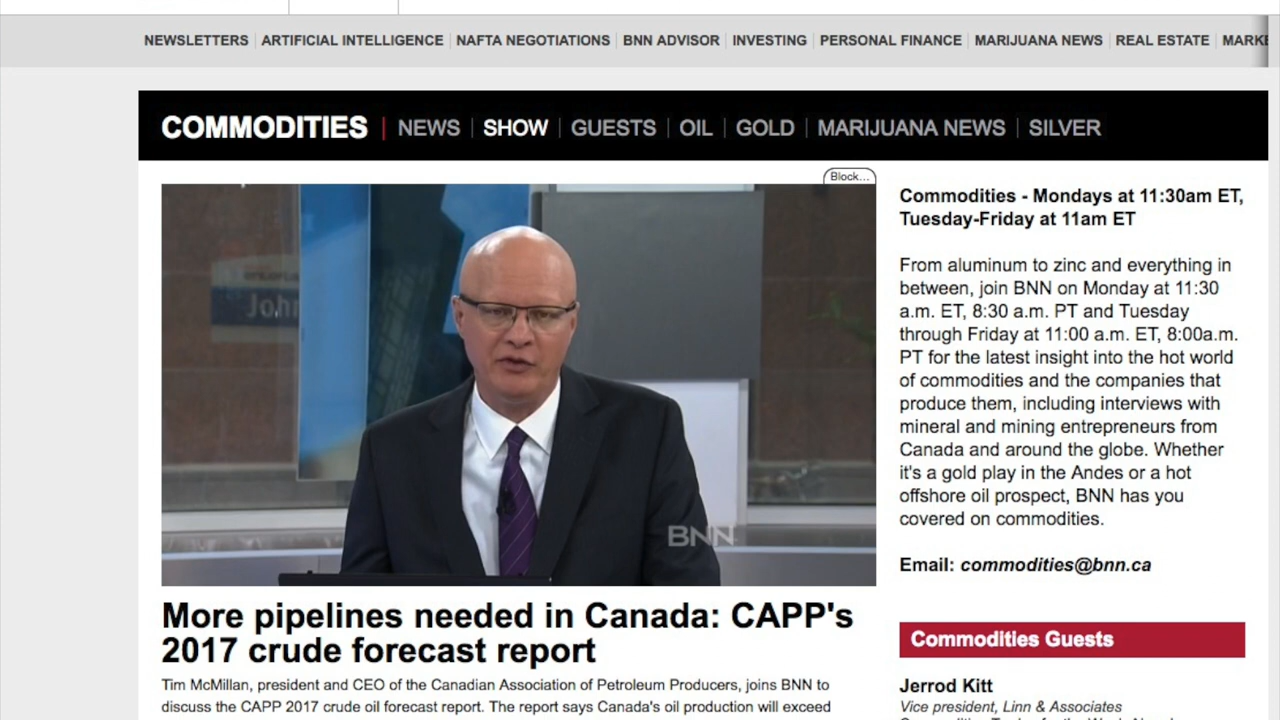 NEWSLETTERS ARTIFICIAL INTELLIGENCE NAFTA NEGOTIATIONS BNN ADVISOR INVESTING PERSONAL FINANCE MARIJUANA NEWS REAL ESTATE MARKE
COMMODITIES NEWS SHOW GUESTS OIL GOLD MARIJUANA NEWS SILVER
Block...
John
BNN
More pipelines needed in Canada: CAPP's
2017 crude forecast report
Tim McMillan, president and CEO of the Canadian Association of Petroleum Producers, joins BNN to
discuss the CAPP 2017 crude oil forecast report. The report says Canada's oil production will exceed
Commodities - Mondays at 11:30am ET,
Tuesday-Friday at 11am ET
From aluminum to zinc and everything in
between, join BNN on Monday at 11:30
a.m. ET, 8:30 a.m. PT and Tuesday
through Friday at 11:00 a.m. ET, 8:00a.m.
PT for the latest insight into the hot world
of commodities and the companies that
produce them, including interviews with
mineral and mining entrepreneurs from
Canada and around the globe. Whether
it's a gold play in the Andes or a hot
offshore oil prospect, BNN has you
covered on commodities.
Email: commodities@bnn.ca
Commodities Guests
Jerrod Kitt
Vice president, Linn & Associates